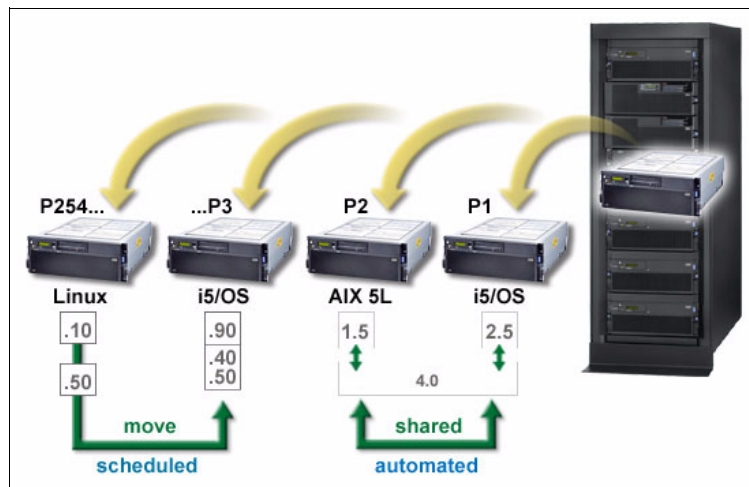 P254... ...P3 P2 P1
Linux i5/OS AIX 5L i5/OS
.10 .90 1.5 2.5
.40
.50 .50 4.0
move shared
scheduled automated